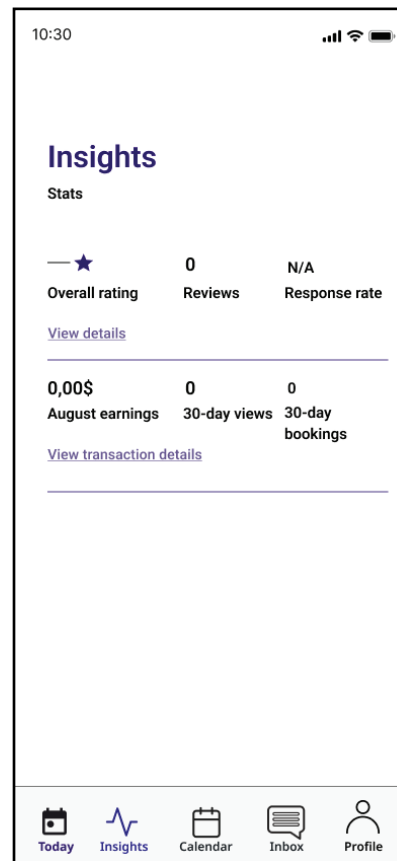 10:30
Insights
Stats
— 0 N/A
Overall rating Reviews Response rate
View details
0,00$ 0 0
August earnings 30-day views 30-day
bookings
View transaction details
Today Insights Calendar Inbox Profile